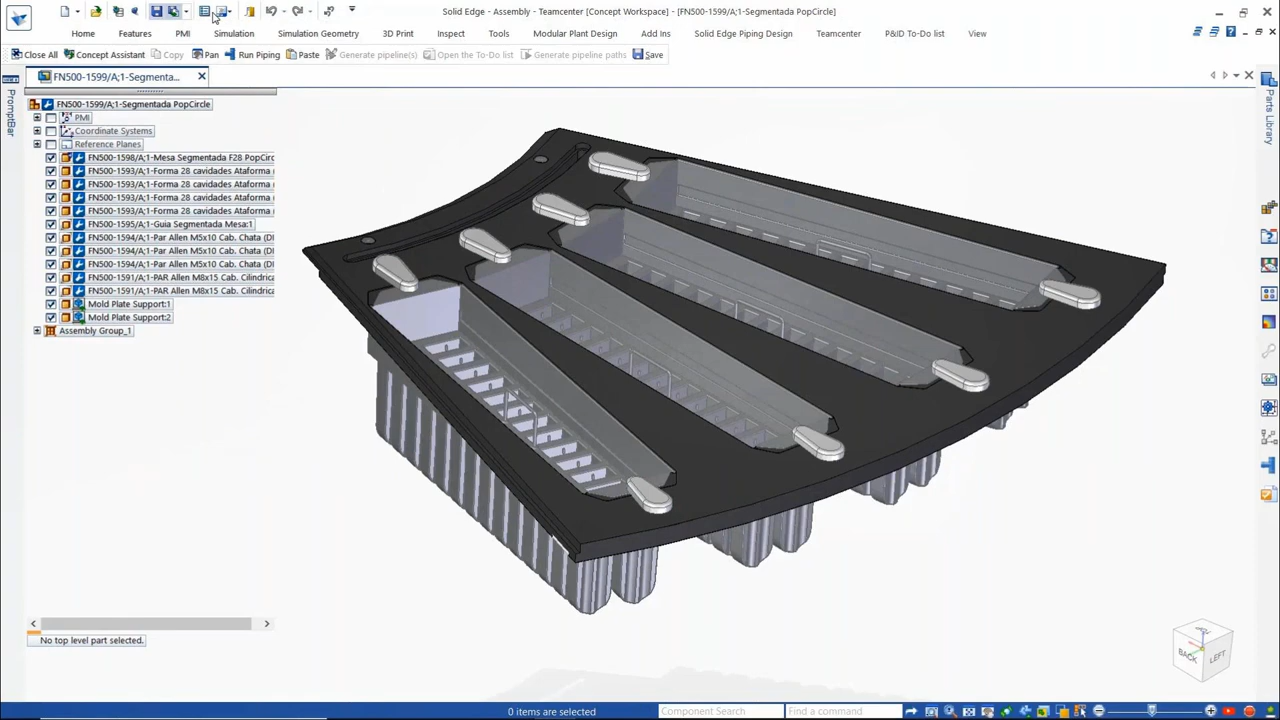 Solid Edge - Assembly - Teamcenter [Concept Workspace] - [FN500-1599/A;1-Segmentada PopCircle]
Home Features PMI Simulation Simulation Geometry 3D Print Inspect Tools Modular Plant Design Add Ins Solid Edge Piping Design Teamcenter P&ID To-Do list View
Close All Concept Assistant Copy Pan Run Piping Paste Generate pipeline(s) Open the To-Do list Generate pipeline paths Save
FN500-1599/A;1-Segmenta...
PromptBar
Parts Library
FN500-1599/A;1-Segmentada PopCircle
PMI
Coordinate Systems
Reference Planes
FN500-1598/A;1-Mesa Segmentada F28 PopCirc
FN500-1593/A;1-Forma 28 cavidades Ataforma (
FN500-1593/A;1-Forma 28 cavidades Ataforma (
FN500-1593/A;1-Forma 28 cavidades Ataforma (
FN500-1593/A;1-Forma 28 cavidades Ataforma (
FN500-1595/A;1-Guia Segmentada Mesa:1
FN500-1594/A;1-Par Allen M5x10 Cab. Chata (DI
FN500-1594/A;1-Par Allen M5x10 Cab. Chata (DI
FN500-1594/A;1-Par Allen M5x10 Cab. Chata (DI
FN500-1591/A;1-PAR Allen M8x15 Cab. Cilíndrica
FN500-1591/A;1-PAR Allen M8x15 Cab. Cilíndrica
Mold Plate Support:1
Mold Plate Support:2
Assembly Group_1
No top level part selected.
BACK LEFT
0 items are selected Component Search Find a command